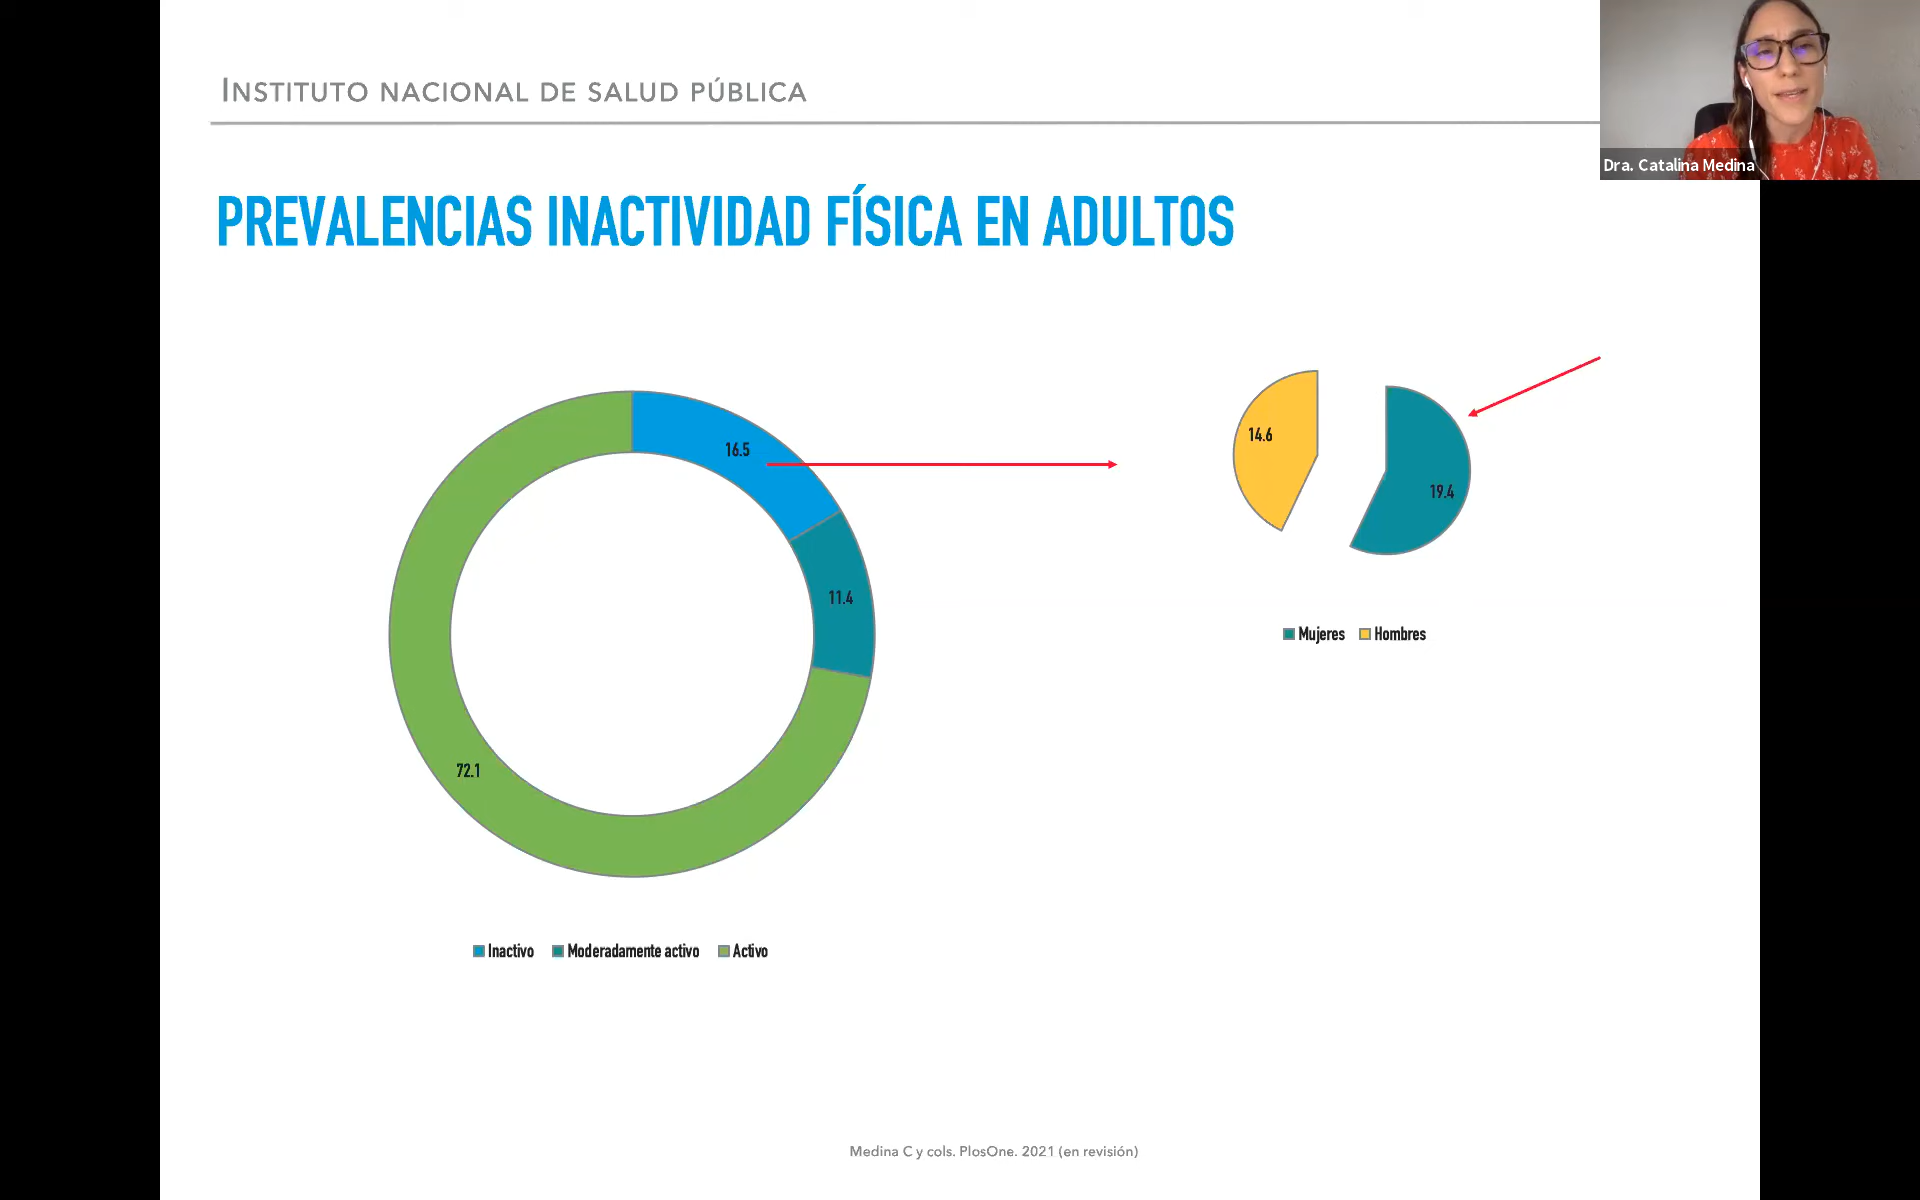 INSTITUTO NACIONAL DE SALUD PÚBLICA
Dra. Catalina Medina
PREVALENCIAS INACTIVIDAD FÍSICA EN ADULTOS
16.5
11.4
72.1
Inactivo Moderadamente activo Activo
14.6
19.4
Mujeres Hombres
Medina C y cols. PlosOne. 2021 (en revisión)